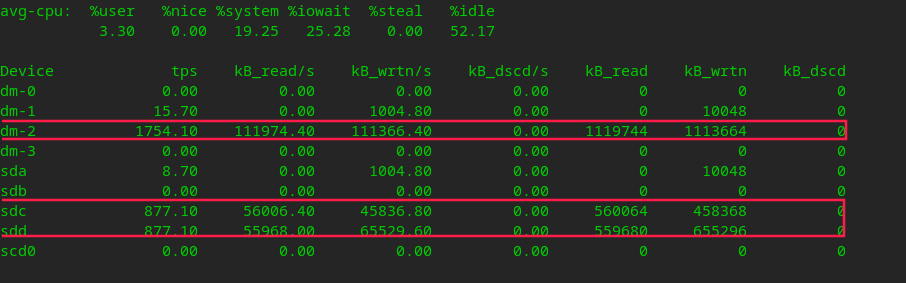 avg-cpu:  %user   %nice %system %iowait  %steal   %idle
           3.30    0.00   19.25   25.28    0.00   52.17
Device             tps    kB_read/s    kB_wrtn/s    kB_dscd/s    kB_read    kB_wrtn    kB_dscd
dm-0              0.00         0.00         0.00         0.00          0          0          0
dm-1             15.70         0.00      1004.80         0.00          0      10048          0
dm-2           1754.10    111974.40    111366.40         0.00    1119744    1113664          0
dm-3              0.00         0.00         0.00         0.00          0          0          0
sda               8.70         0.00      1004.80         0.00          0      10048          0
sdb               0.00         0.00         0.00         0.00          0          0          0
sdc             877.10     56006.40     45836.80         0.00     560064     458368          0
sdd             877.10     55968.00     65529.60         0.00     559680     655296          0
scd0              0.00         0.00         0.00         0.00          0          0          0